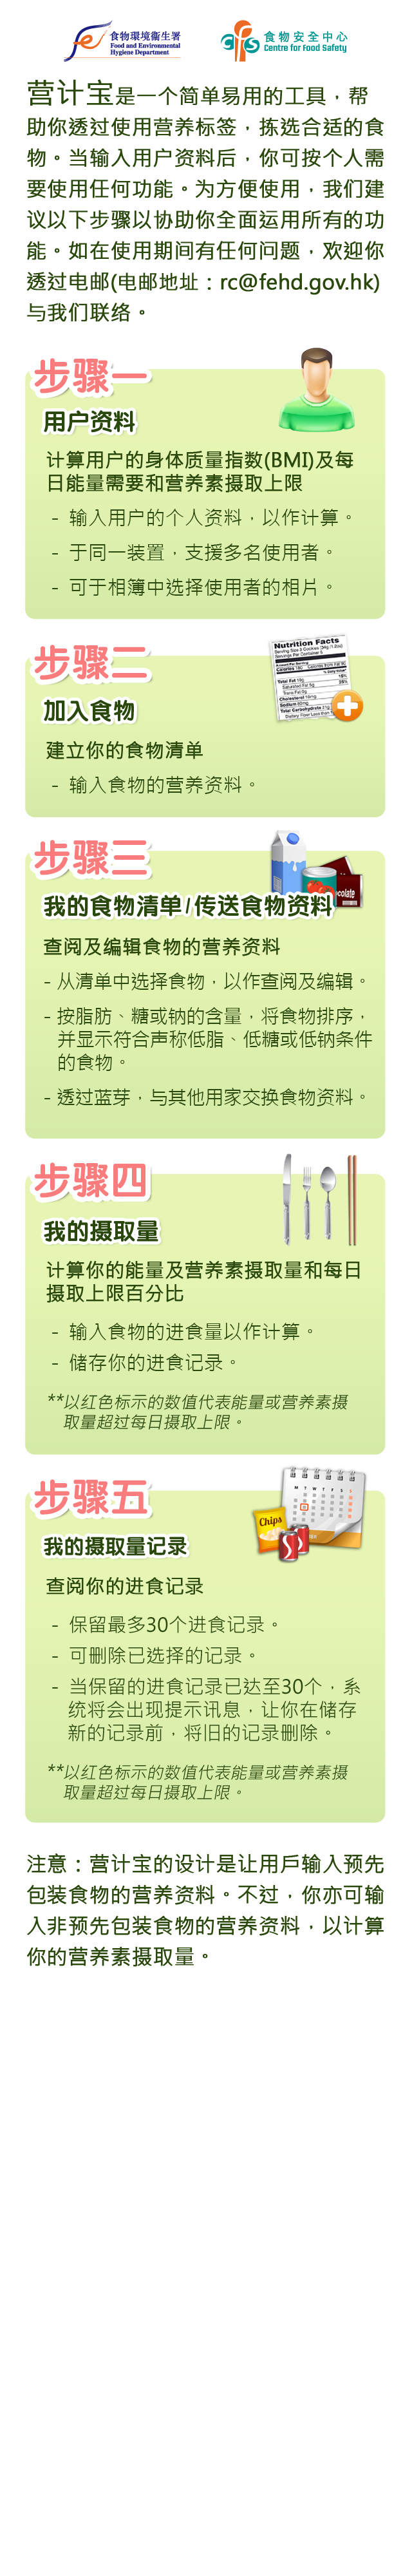 食物環境衞生署
Food and Environmental
Hygiene Department
cfs
食物安全中心
Centre for Food Safety
营计宝是一个简单易用的工具，帮
助你透过使用营养标签，拣选合适的食
物。当输入用户资料后，你可按个人需
要使用任何功能。为方便使用，我们建
议以下步骤以协助你全面运用所有的功
能。如在使用期间有任何问题，欢迎你
透过电邮(电邮地址：rc@fehd.gov.hk)
与我们联络。
步骤一
用户资料
计算用户的身体质量指数(BMI)及每
日能量需要和营养素摄取上限
- 输入用户的个人资料，以作计算。
- 于同一装置，支援多名使用者。
- 可于相簿中选择使用者的相片。
步骤二
Nutrition Facts
加入食物
建立你的食物清单
- 输入食物的营养资料。
步骤三
我的食物清单/传送食物资料
查阅及编辑食物的营养资料
- 从清单中选择食物，以作查阅及编辑。
- 按脂肪、糖或钠的含量，将食物排序，
并显示符合声称低脂、低糖或低钠条件
的食物。
- 透过蓝芽，与其他用家交换食物资料。
步骤四
我的摄取量
计算你的能量及营养素摄取量和每日
摄取上限百分比
- 输入食物的进食量以作计算。
- 储存你的进食记录。
**以红色标示的数值代表能量或营养素摄
取量超过每日摄取上限。
步骤五
Chips
我的摄取量记录
查阅你的进食记录
- 保留最多30个进食记录。
- 可删除已选择的记录。
- 当保留的进食记录已达至30个，系
统将会出现提示讯息，让你在储存
新的记录前，将旧的记录删除。
**以红色标示的数值代表能量或营养素摄
取量超过每日摄取上限。
注意：营计宝的设计是让用戶输入预先
包装食物的营养资料。不过，你亦可输
入非预先包装食物的营养资料，以计算
你的营养素摄取量。